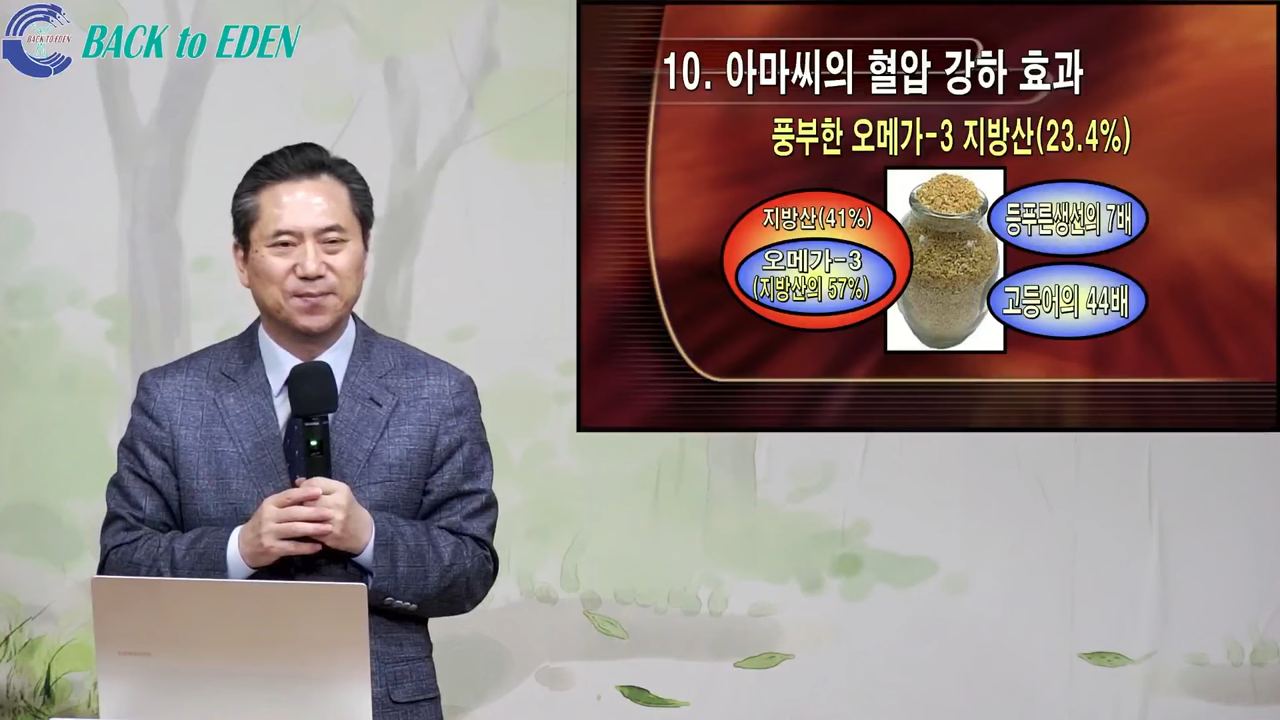 BACK TO EDEN
BACK to EDEN
10. 아마씨의 혈압 강하 효과
풍부한 오메가-3 지방산(23.4%)
지방산(41%)
오메가-3
(지방산의 57%)
등푸른생선의 7배
고등어의 44배
SAMSUNG